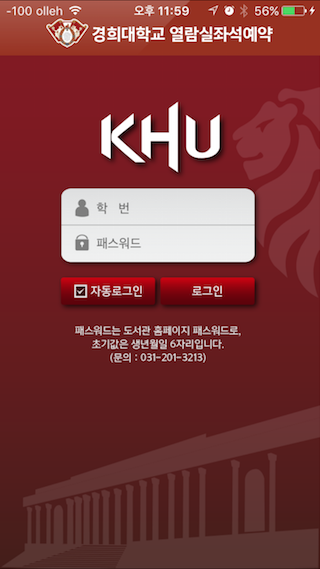 -100 olleh 오후 11:59 56%
경희대학교 열람실좌석예약
KHU
학 번
패스워드
자동로그인 로그인
패스워드는 도서관 홈페이지 패스워드로,
초기값은 생년월일 6자리입니다.
(문의 : 031-201-3213)